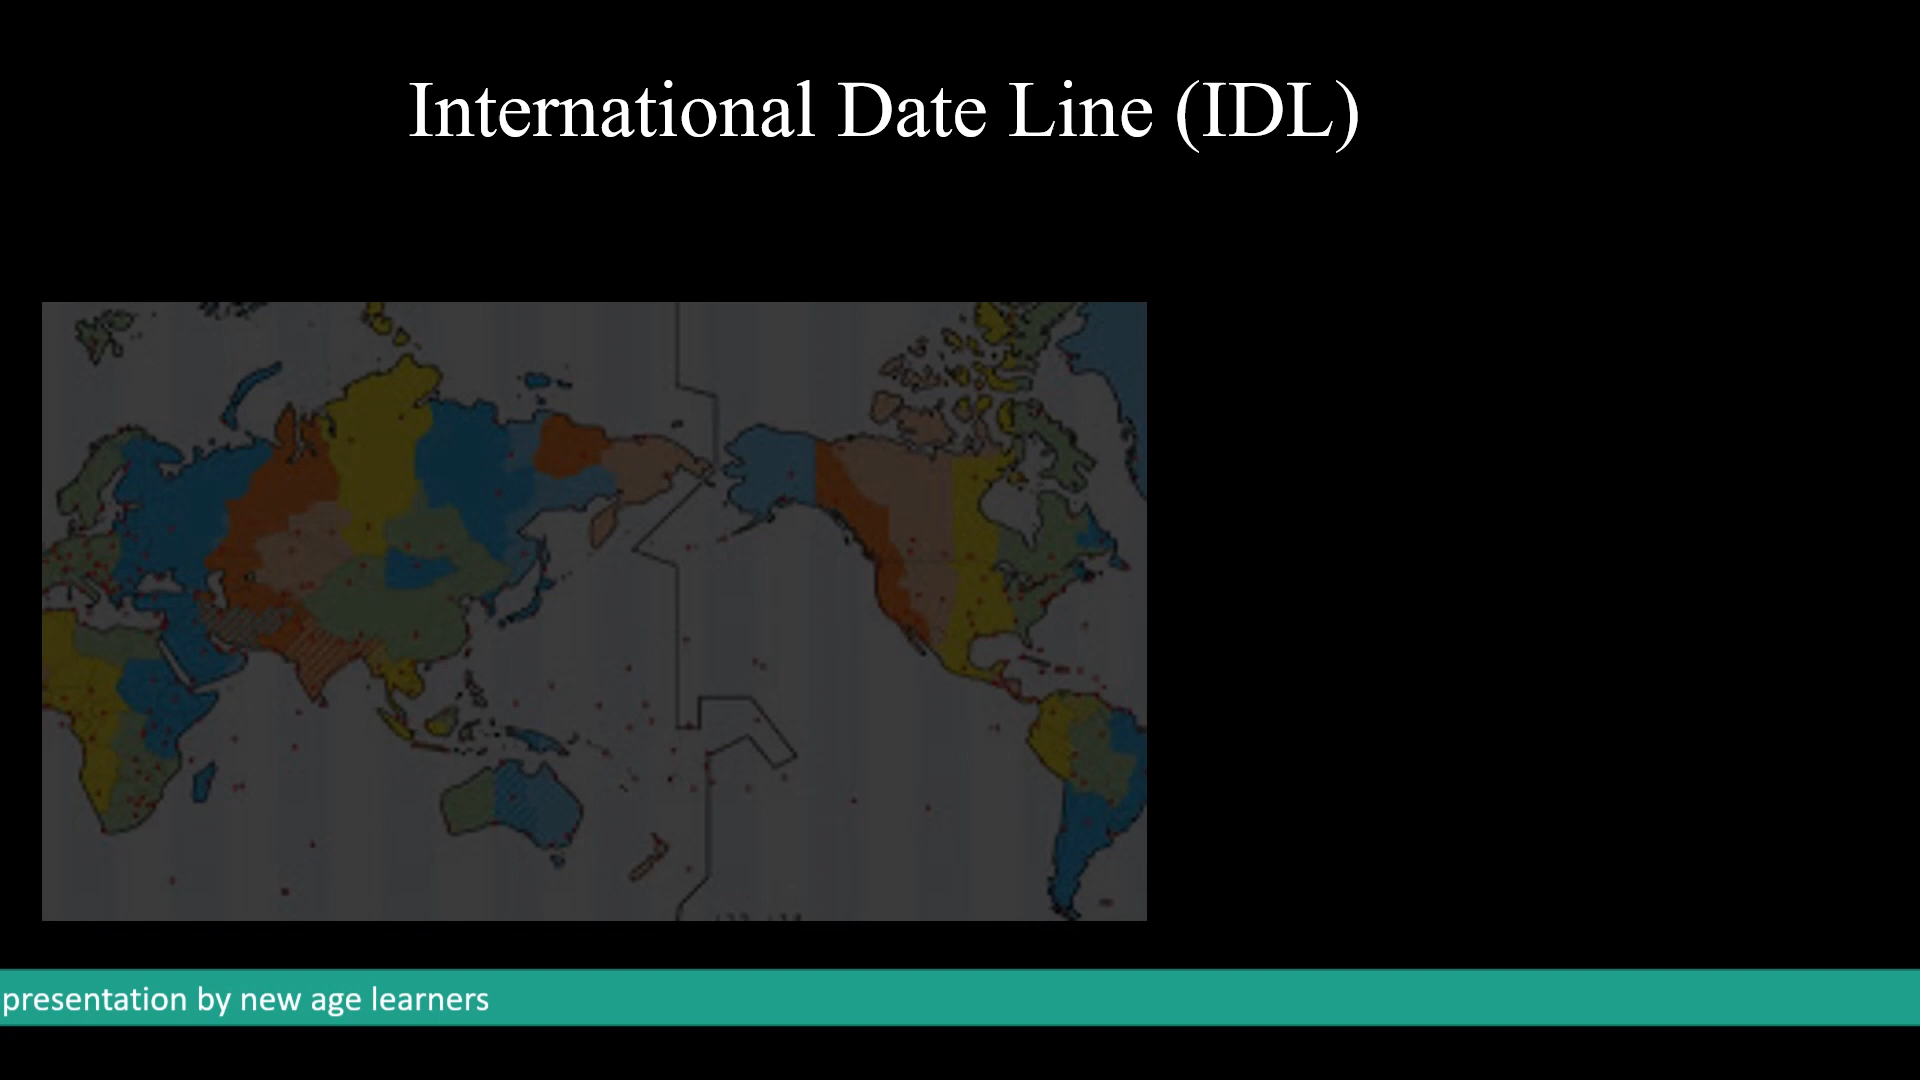 International Date Line (IDL)
presentation by new age learners